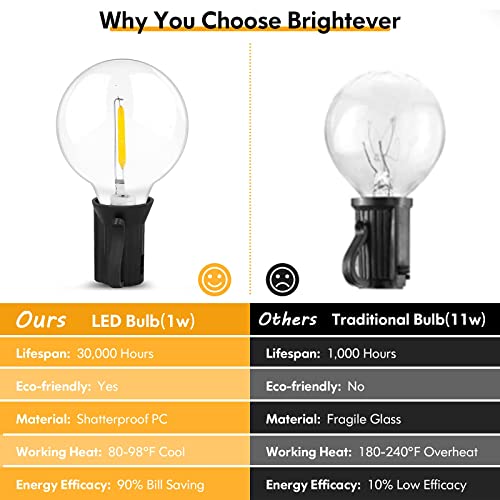 Why You Choose Brightever
Ours LED Bulb(1w)
Others Traditional Bulb(11w)
Lifespan: 30,000 Hours
Lifespan: 1,000 Hours
Eco-friendly: Yes
Eco-friendly: No
Material: Shatterproof PC
Material: Fragile Glass
Working Heat: 80-98°F Cool
Working Heat: 180-240°F Overheat
Energy Efficacy: 90% Bill Saving
Energy Efficacy: 10% Low Efficacy